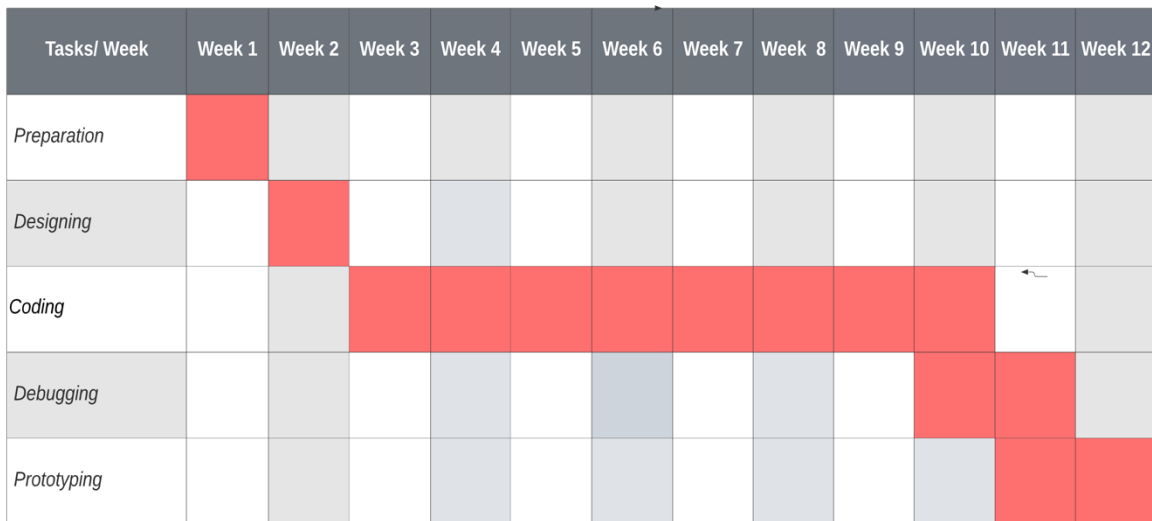 Tasks/ Week Week 1 Week 2 Week 3 Week 4 Week 5 Week 6 Week 7 Week 8 Week 9 Week 10 Week 11 Week 12
Preparation
Designing
Coding
Debugging
Prototyping